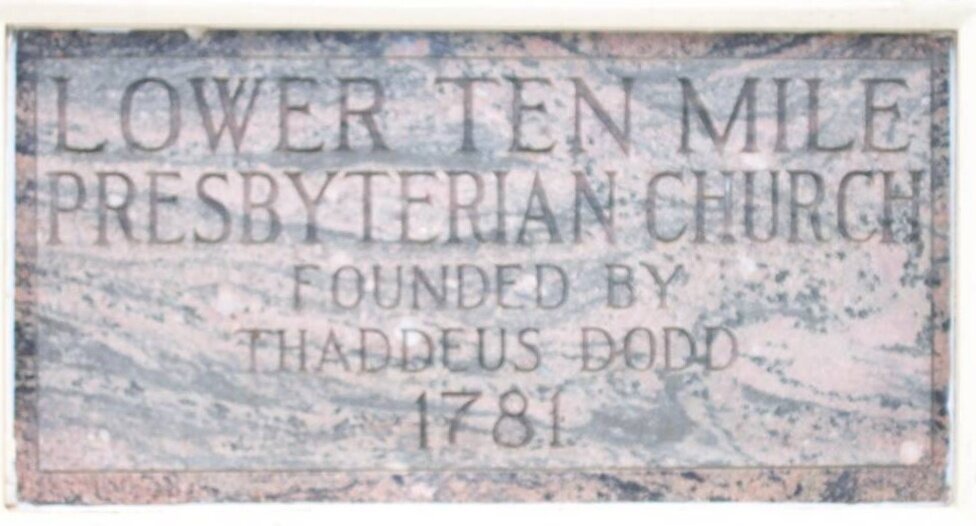 LOWER TEN MILE
PRESBYTERIAN CHURCH
FOUNDED BY
THADDEUS DODD
1781